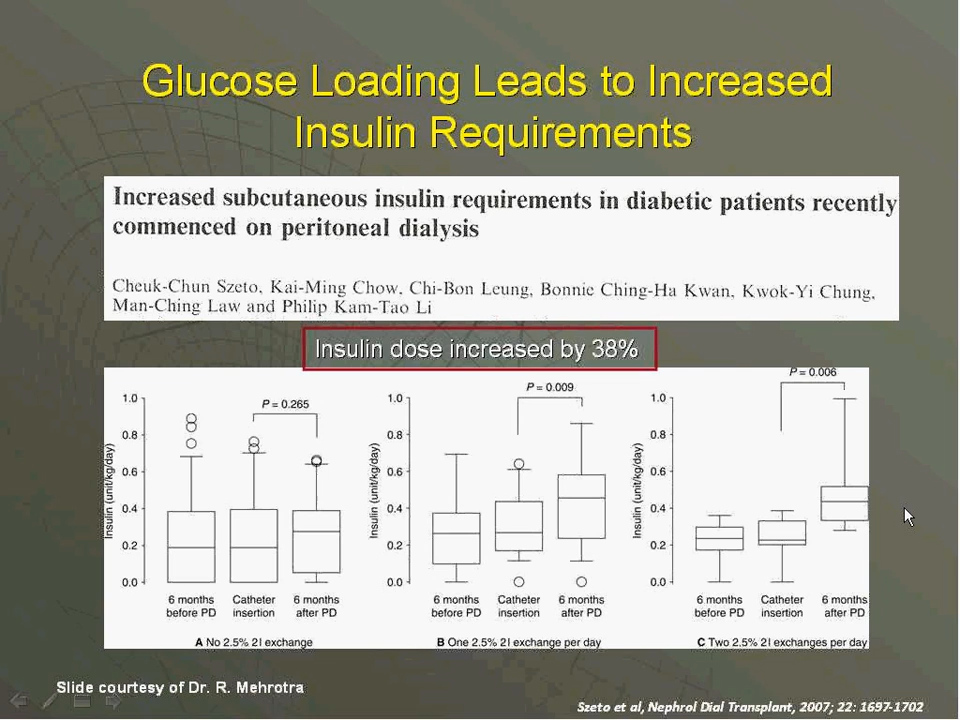 Glucose Loading Leads to Increased
Insulin Requirements
Increased subcutaneous insulin requirements in diabetic patients recently
commenced on peritoneal dialysis
Cheuk-Chun Szeto, Kai-Ming Chow, Chi-Bon Leung, Bonnie Ching-Ha Kwan, Kwok-Yi Chung,
Man-Ching Law and Philip Kam-Tao Li
Insulin dose increased by 38%
Insulin (unit/kg/day)
1.0
0.8
0.6
0.4
0.2
0.0
P = 0.265
6 months
before PD
Catheter
insertion
6 months
after PD
A No 2.5% 2 l exchange
Insulin (unit/kg/day)
1.0
0.8
0.6
0.4
0.2
0.0
P = 0.009
6 months
before PD
Catheter
insertion
6 months
after PD
B One 2.5% 2 l exchange per day
Insulin (unit/kg/day)
1.0
0.8
0.6
0.4
0.2
0.0
P = 0.006
6 months
before PD
Catheter
insertion
6 months
after PD
C Two 2.5% 2 l exchanges per day
Slide courtesy of Dr. R. Mehrotra
Szeto et al, Nephrol Dial Transplant, 2007; 22: 1697-1702